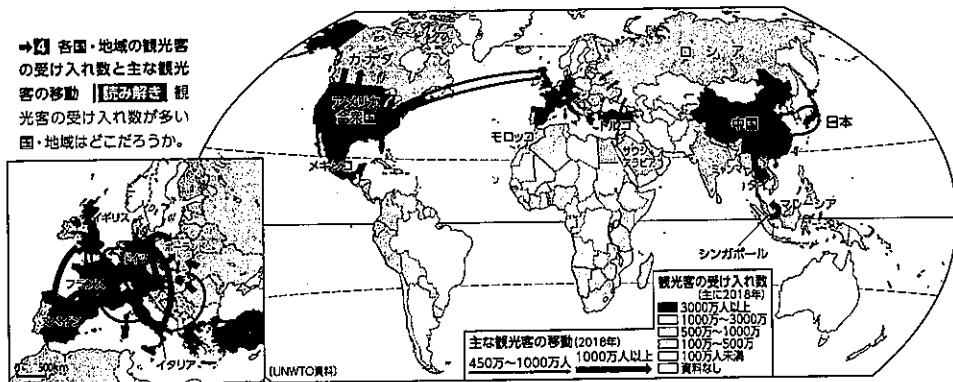 ➔4 各国・地域の観光客
の受け入れ数と主な観光
客の移動 読み解き 観
光客の受け入れ数が多い
国・地域はどこだろうか。
カナダ
アメリカ
合衆国
メキシコ
ロシア
モロッコ
トルコ
サウジ
アラビア
中国
日本
ミャンマー
タイ
マレーシア
シンガポール
イギリス
フランス
イタリア
0 500km
(UNWTO資料)
主な観光客の移動(2018年)
450万〜1000万人 1000万人以上
観光客の受け入れ数
(主に2018年)
3000万人以上
1000万〜3000万
500万〜1000万
100万〜500万
100万人未満
資料なし